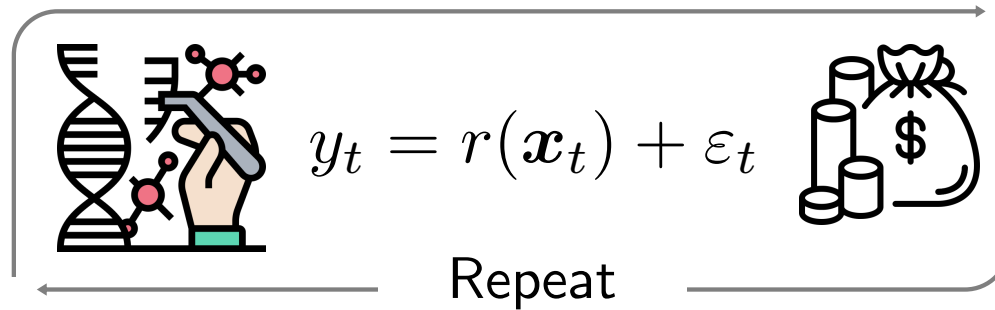 $y_t = r(\boldsymbol{x}_t) + \varepsilon_t$
$
Repeat